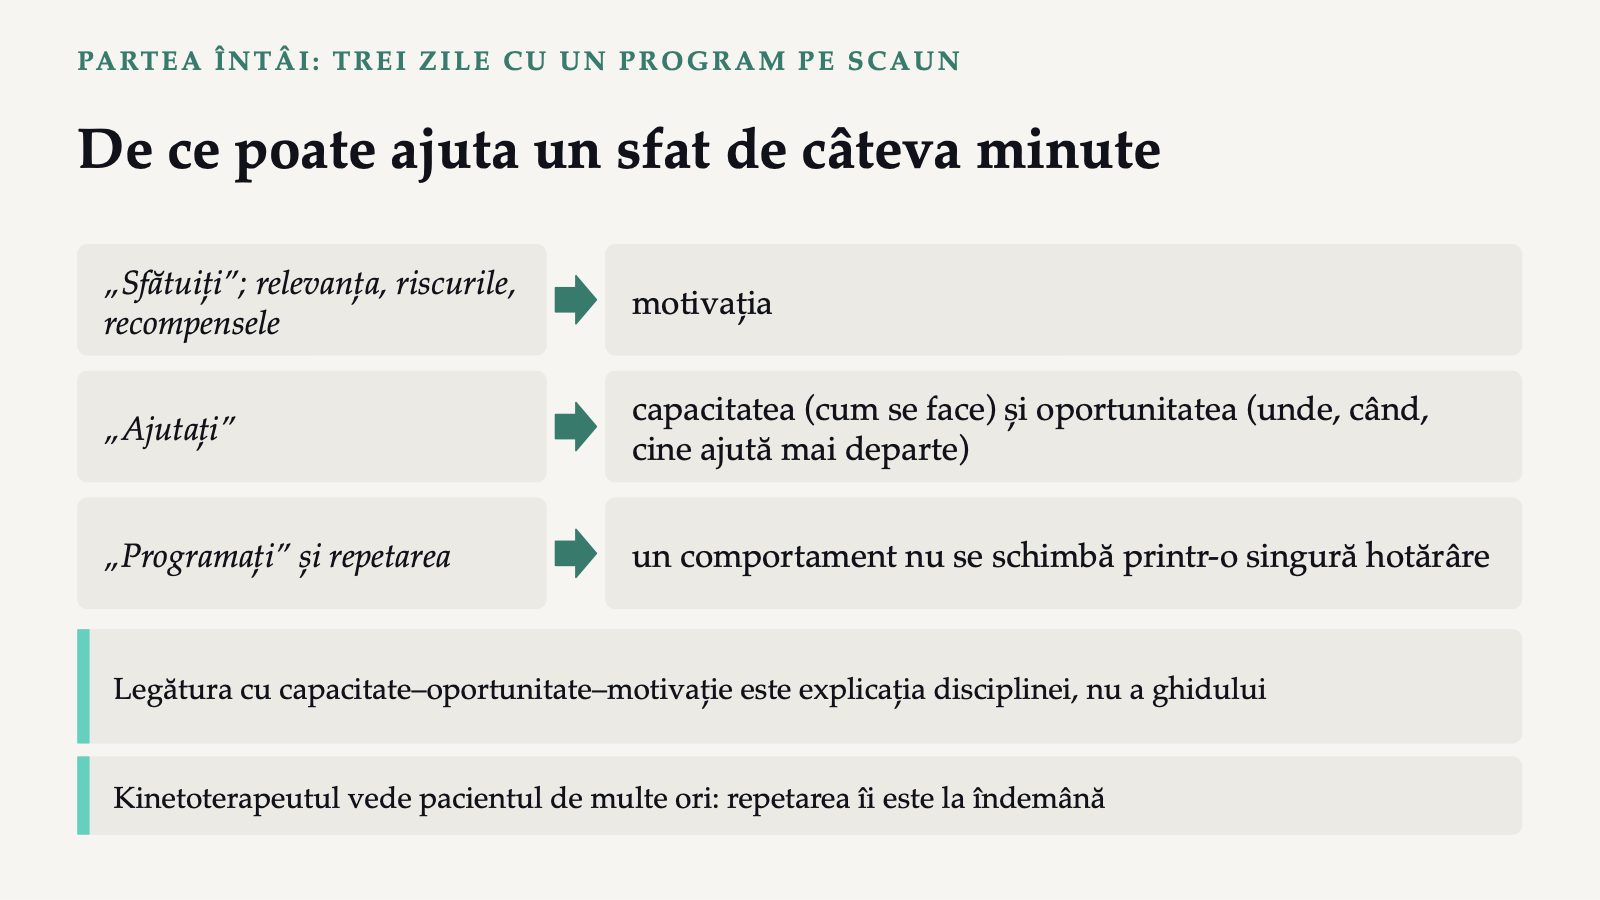 PARTEA ÎNTÂI: TREI ZILE CU UN PROGRAM PE SCAUN
De ce poate ajuta un sfat de câteva minute
„Sfătuiți”; relevanța, riscurile,
recompensele
motivația
„Ajutați”
capacitatea (cum se face) și oportunitatea (unde, când,
cine ajută mai departe)
„Programați” și repetarea
un comportament nu se schimbă printr-o singură hotărâre
Legătura cu capacitate–oportunitate–motivație este explicația disciplinei, nu a ghidului
Kinetoterapeutul vede pacientul de multe ori: repetarea îi este la îndemână